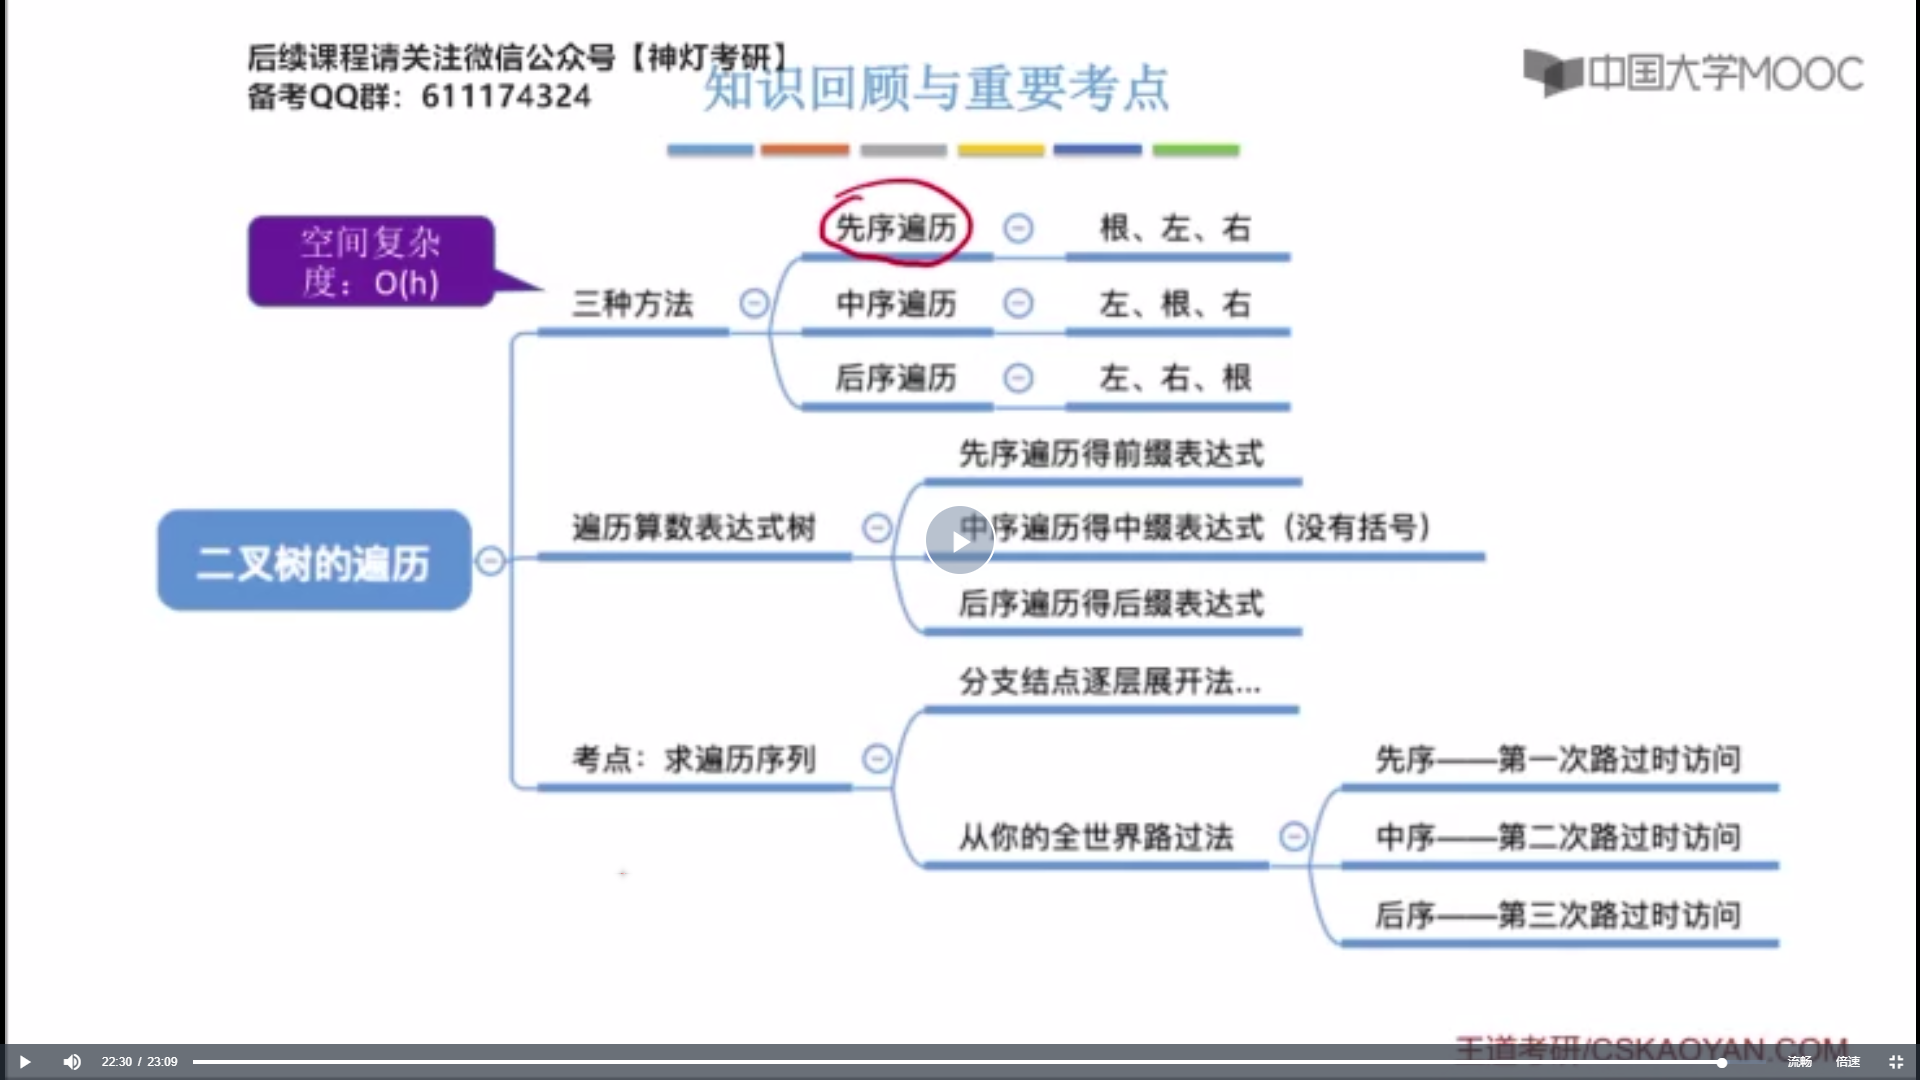 后续课程请关注微信公众号【神灯考研】
备考QQ群：611174324
知识回顾与重要考点
中国大学MOOC
空间复杂
度：O(h)
三种方法
先序遍历
根、左、右
中序遍历
左、根、右
后序遍历
左、右、根
二叉树的遍历
遍历算数表达式树
先序遍历得前缀表达式
中序遍历得中缀表达式（没有括号）
后序遍历得后缀表达式
考点：求遍历序列
分支结点逐层展开法...
从你的全世界路过法
先序——第一次路过时访问
中序——第二次路过时访问
后序——第三次路过时访问
王道考研/CSKAOYAN.COM
22:30 / 23:09
流畅
倍速